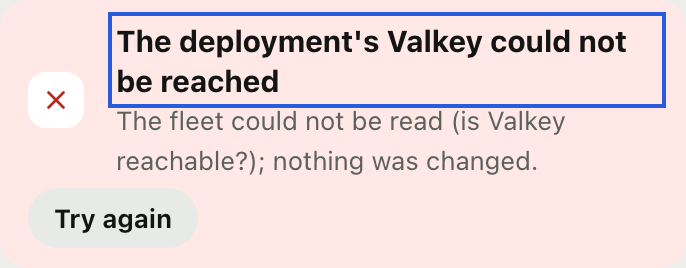 The deployment's Valkey could not
be reached
The fleet could not be read (is Valkey
reachable?); nothing was changed.
Try again